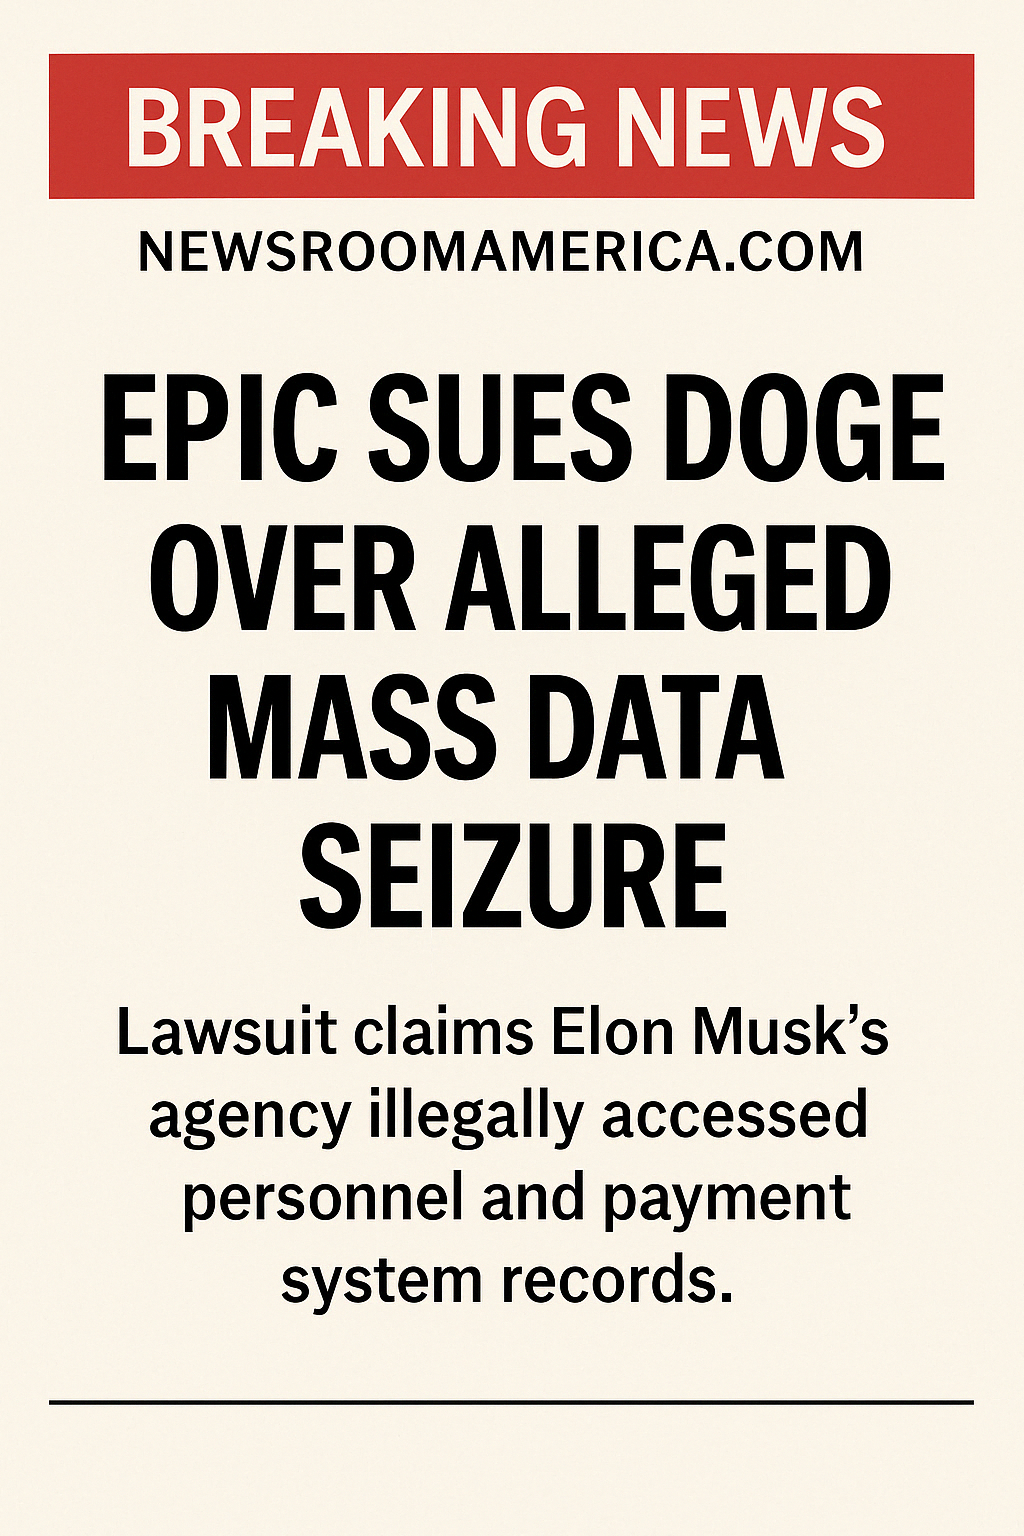 BREAKING NEWS
NEWSROOMAMERICA.COM
EPIC SUES DOGE
OVER ALLEGED
MASS DATA
SEIZURE
Lawsuit claims Elon Musk’s
agency illegally accessed
personnel and payment
system records.